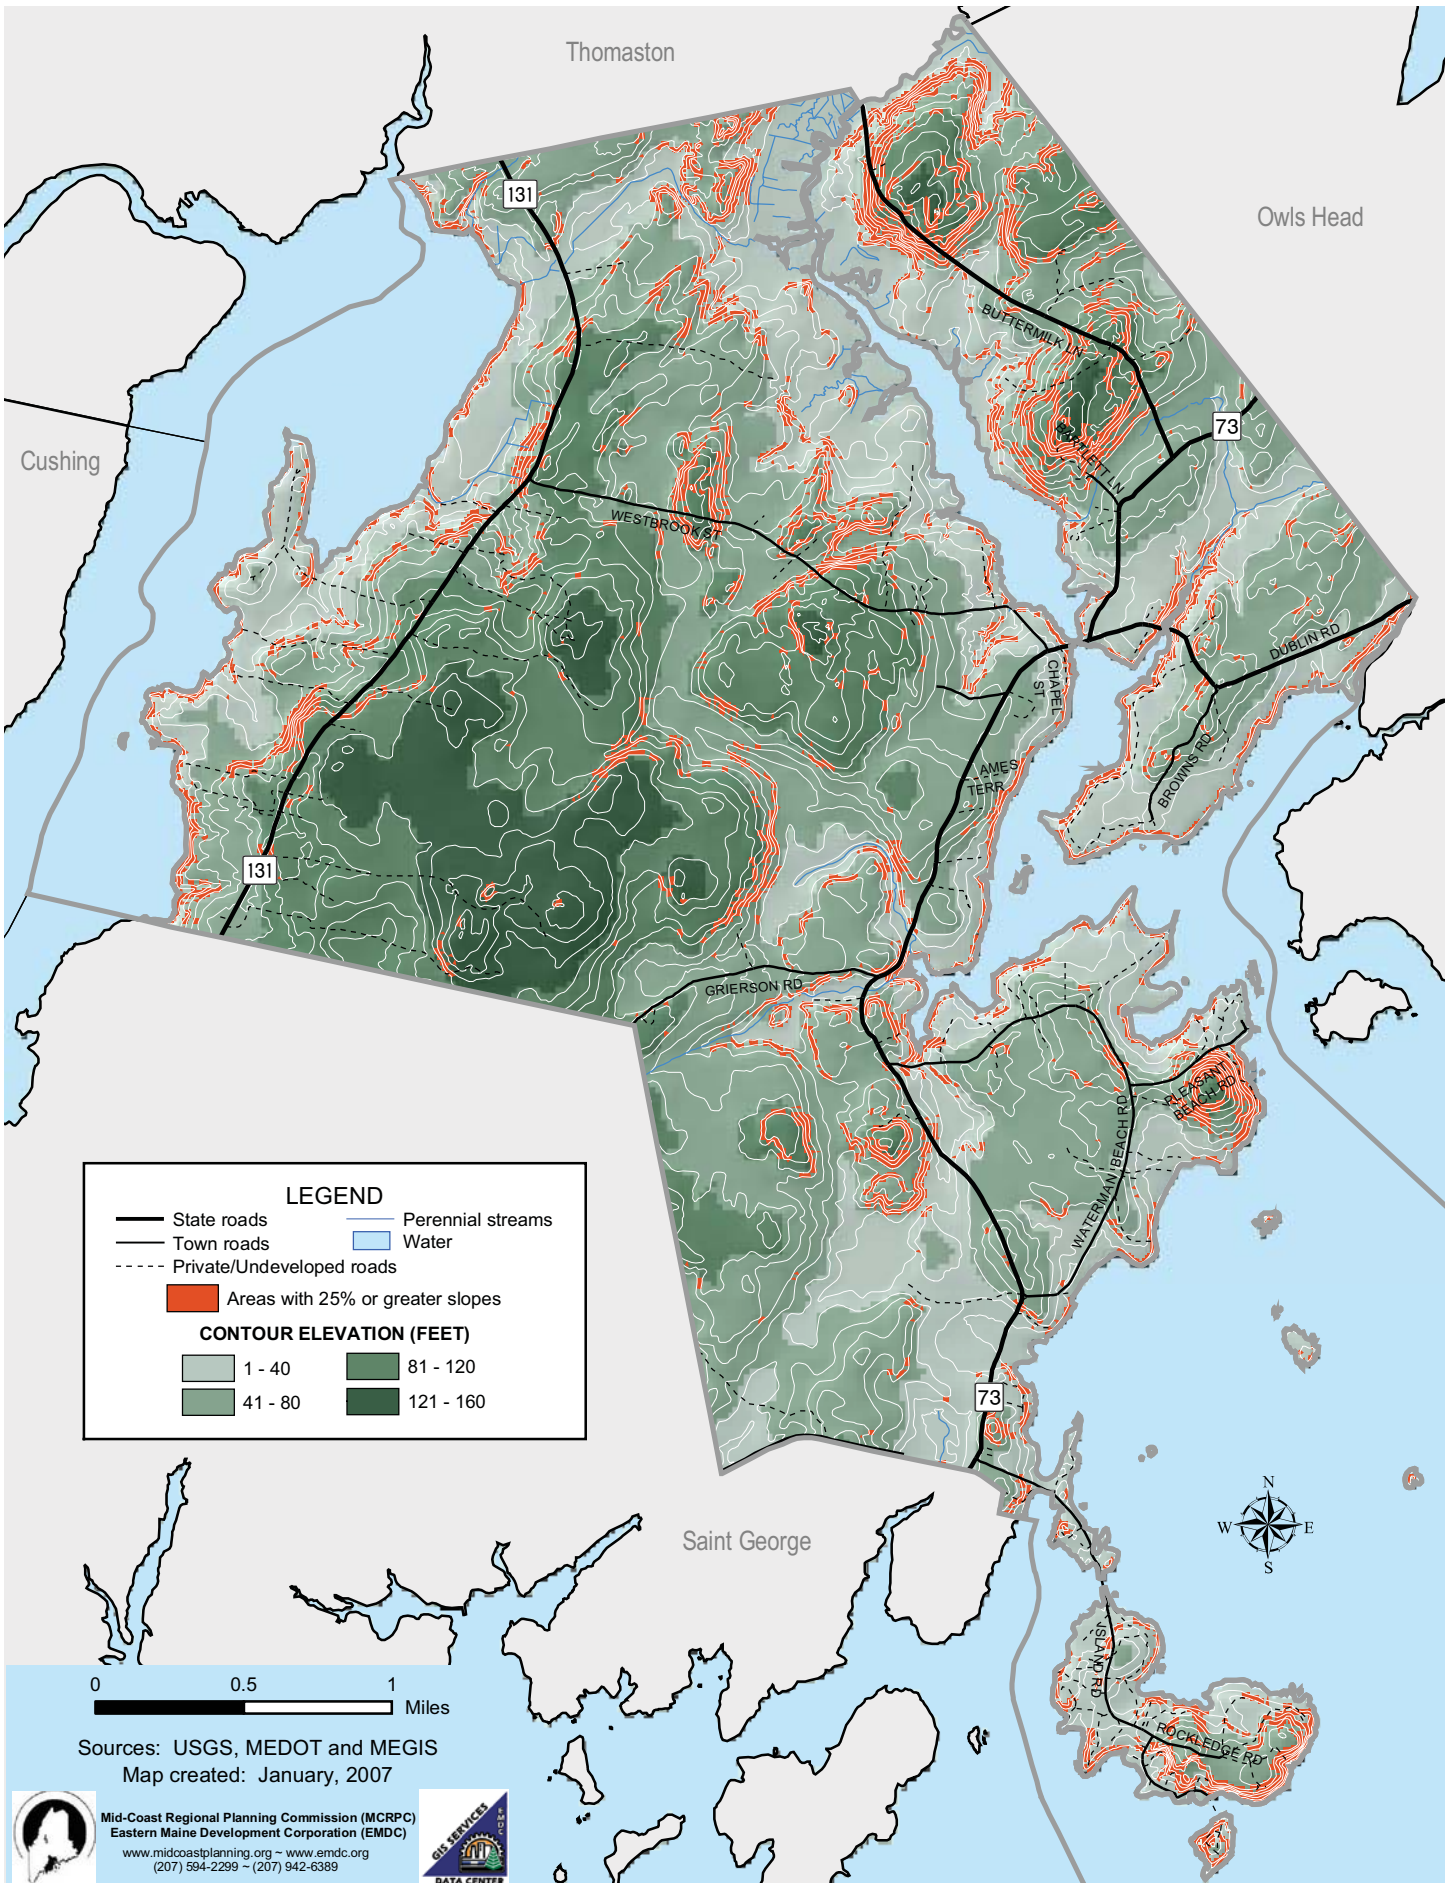 Thomaston
Owls Head
Cushing
Saint George
131
131
73
73
BUTTERMILK LN
BARTLETT LN
WESTBROOK ST
CHAPEL
ST
DUBLIN RD
BROWNS RD
AMES
TERR
GRIERSON RD
PLEASANT
BEACH RD
WATERMAN BEACH RD
ISLAND RD
ROCKLEDGE RD
LEGEND
State roads
Perennial streams
Town roads
Water
Private/Undeveloped roads
Areas with 25% or greater slopes
CONTOUR ELEVATION (FEET)
1 - 40
81 - 120
41 - 80
121 - 160
N
W E
S
0 0.5 1
Miles
Sources: USGS, MEDOT and MEGIS
Map created: January, 2007
Mid-Coast Regional Planning Commission (MCRPC)
Eastern Maine Development Corporation (EMDC)
www.midcoastplanning.org ~ www.emdc.org
(207) 594-2299 ~ (207) 942-6389
GIS SERVICES
EMDC
DATA CENTER